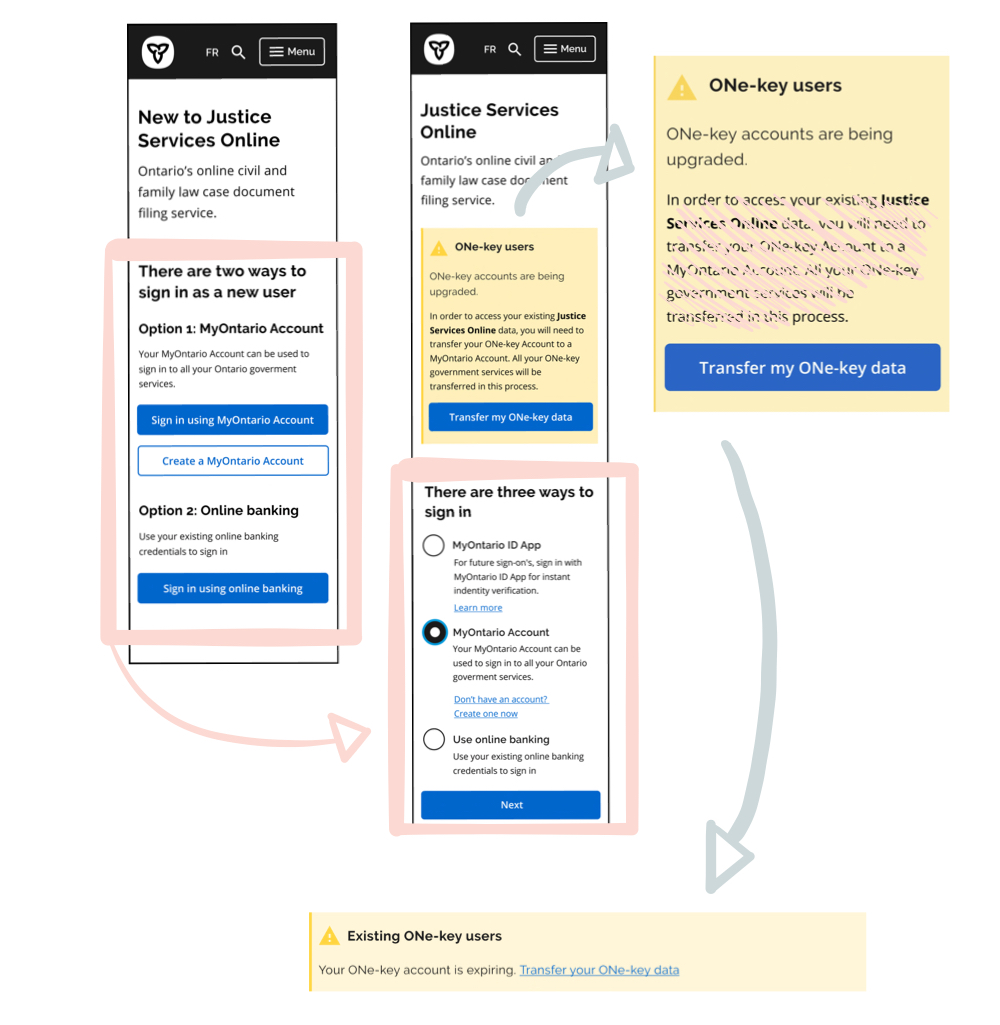 FR
Menu
New to Justice
Services Online
Ontario's online civil and
family law case document
filing service.
There are two ways to
sign in as a new user
Option 1: MyOntario Account
Your MyOntario Account can be used to
sign in to all your Ontario goverment
services.
Sign in using MyOntario Account
Create a MyOntario Account
Option 2: Online banking
Use your existing online banking
credentials to sign in
Sign in using online banking
FR
Menu
Justice Services
Online
Ontario's online civil and
family law case document
filing service.
ONe-key users
ONe-key accounts are being
upgraded.
In order to access your existing Justice
Services Online data, you will need to
transfer your ONe-key Account to a
MyOntario Account. All your ONe-key
government services will be
transferred in this process.
Transfer my ONe-key data
There are three ways to
sign in
MyOntario ID App
For future sign-on's, sign in with
MyOntario ID App for instant
indentity verification.
Learn more
MyOntario Account
Your MyOntario Account can be
used to sign in to all your Ontario
goverment services.
Don't have an account?
Create one now
Use online banking
Use your existing online banking
credentials to sign in
Next
ONe-key users
ONe-key accounts are being
upgraded.
In order to access your existing Justice
Services Online data, you will need to
transfer your ONe-key Account to a
MyOntario Account. All your ONe-key
government services will be
transferred in this process.
Transfer my ONe-key data
Existing ONe-key users
Your ONe-key account is expiring. Transfer your ONe-key data